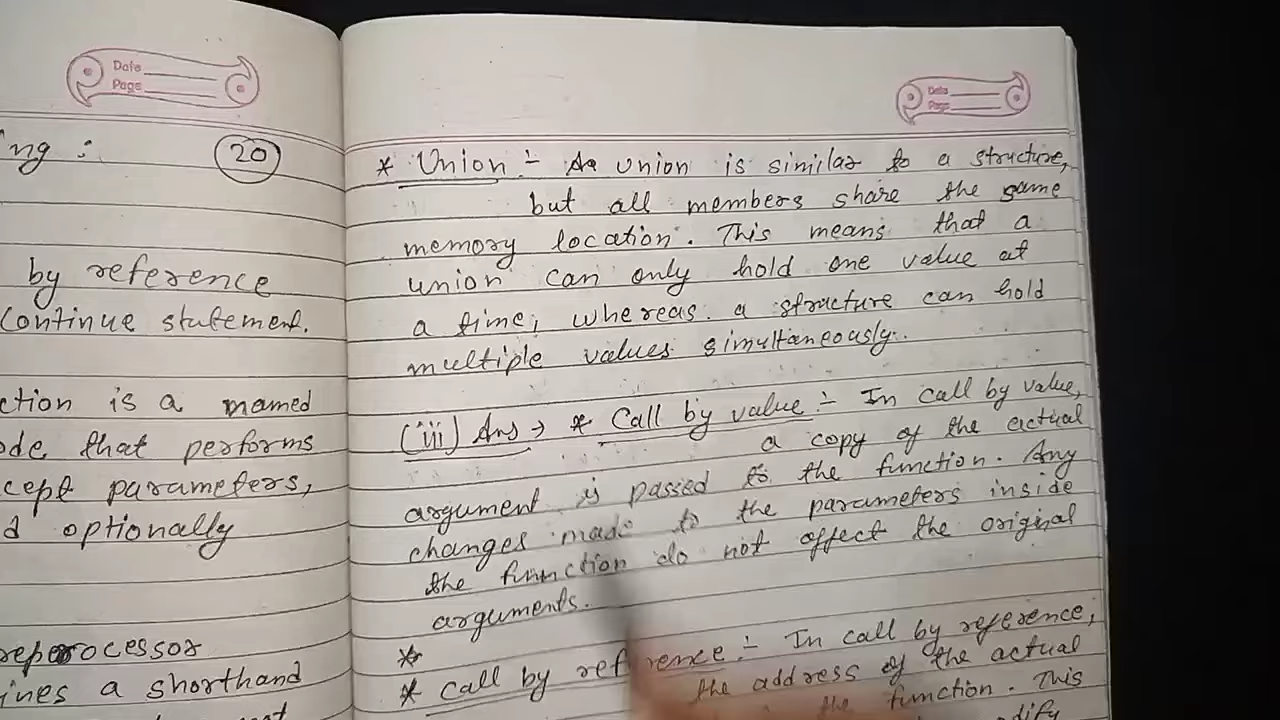 Date
Page
ng :
20
by reference
Continue statement.
ction is a named
ode that performs
cept parameters,
d optionally
reprocessor
ines a shorthand
Date
Page
* Union :- A union is similar to a structure,
but all members share the same
memory location. This means that a
union can only hold one value at
a time, whereas a structure can hold
multiple values simultaneously.
(iii) Ans → * Call by value :- In call by value,
a copy of the actual
argument is passed to the function. Any
changes made to the parameters inside
the function do not affect the original
arguments.
*
* Call by reference :- In call by reference,
the address of the actual
the function. This